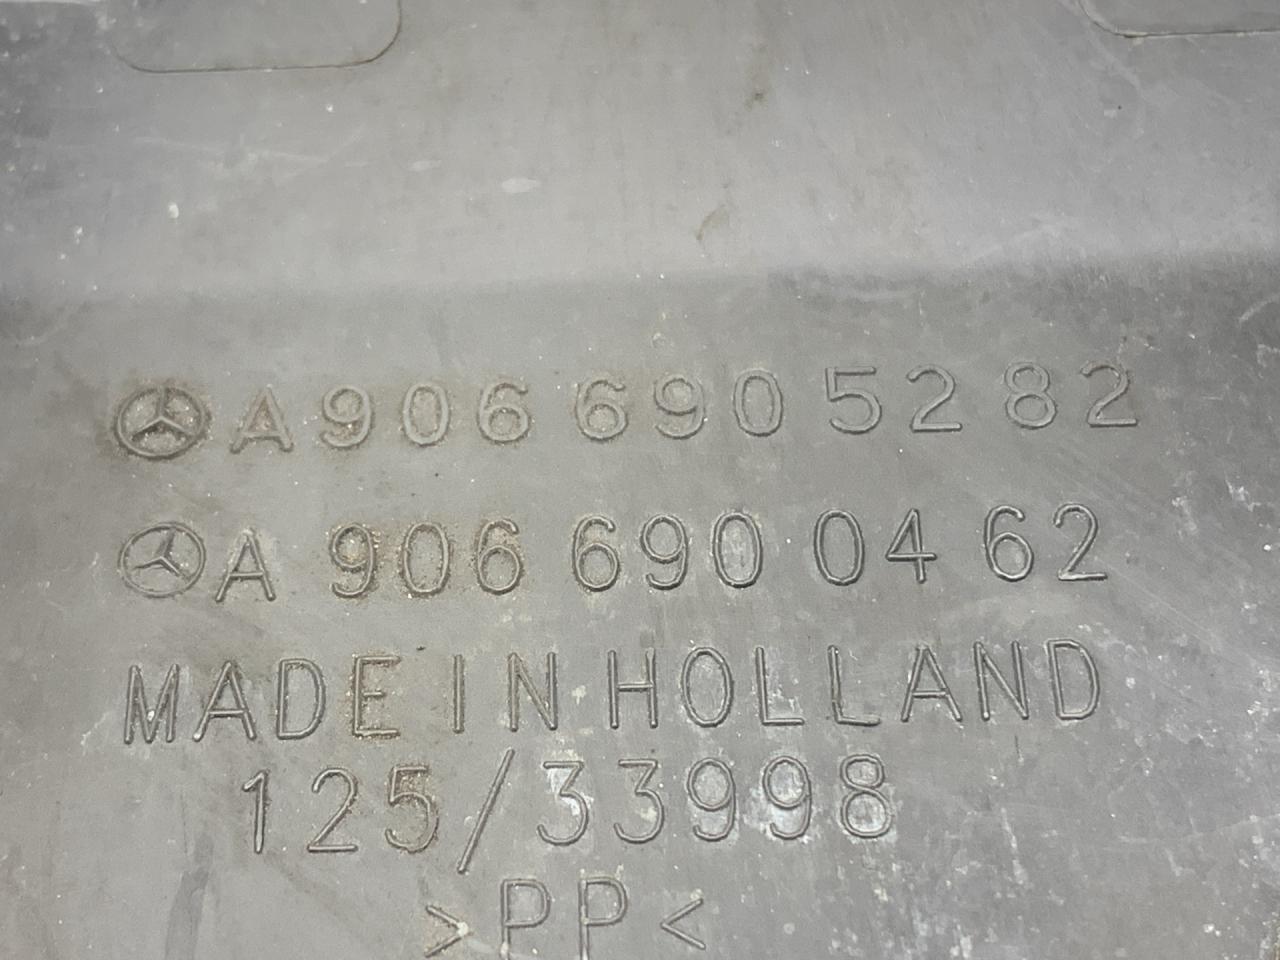 A 906 690 52 82
A 906 690 04 62
MADE IN HOLLAND
125/33998
>PP<